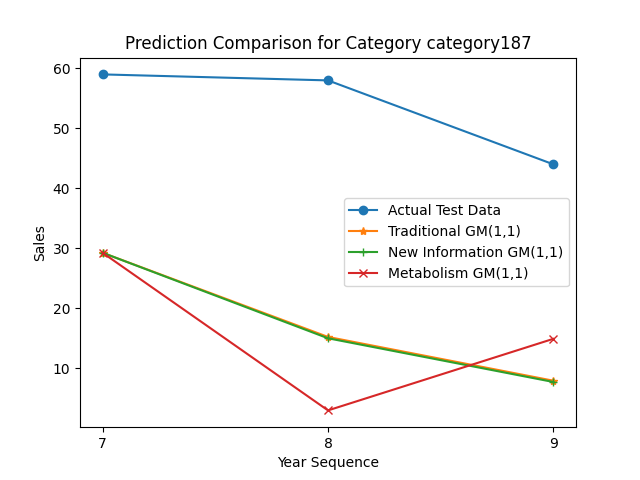 Prediction Comparison for Category category187
60
50
40
30
20
10
Sales
Actual Test Data
Traditional GM(1,1)
New Information GM(1,1)
Metabolism GM(1,1)
7 8 9
Year Sequence